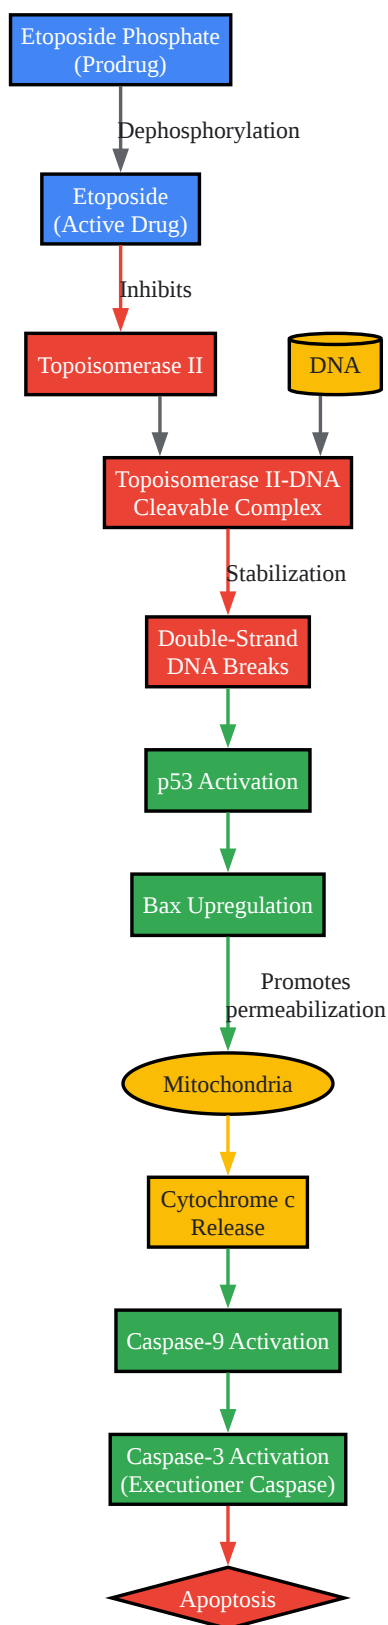 Etoposide Phosphate
(Prodrug)
Dephosphorylation
Etoposide
(Active Drug)
Inhibits
Topoisomerase II
DNA
Topoisomerase II-DNA
Cleavable Complex
Stabilization
Double-Strand
DNA Breaks
p53 Activation
Bax Upregulation
Promotes
permeabilization
Mitochondria
Cytochrome c
Release
Caspase-9 Activation
Caspase-3 Activation
(Executioner Caspase)
Apoptosis